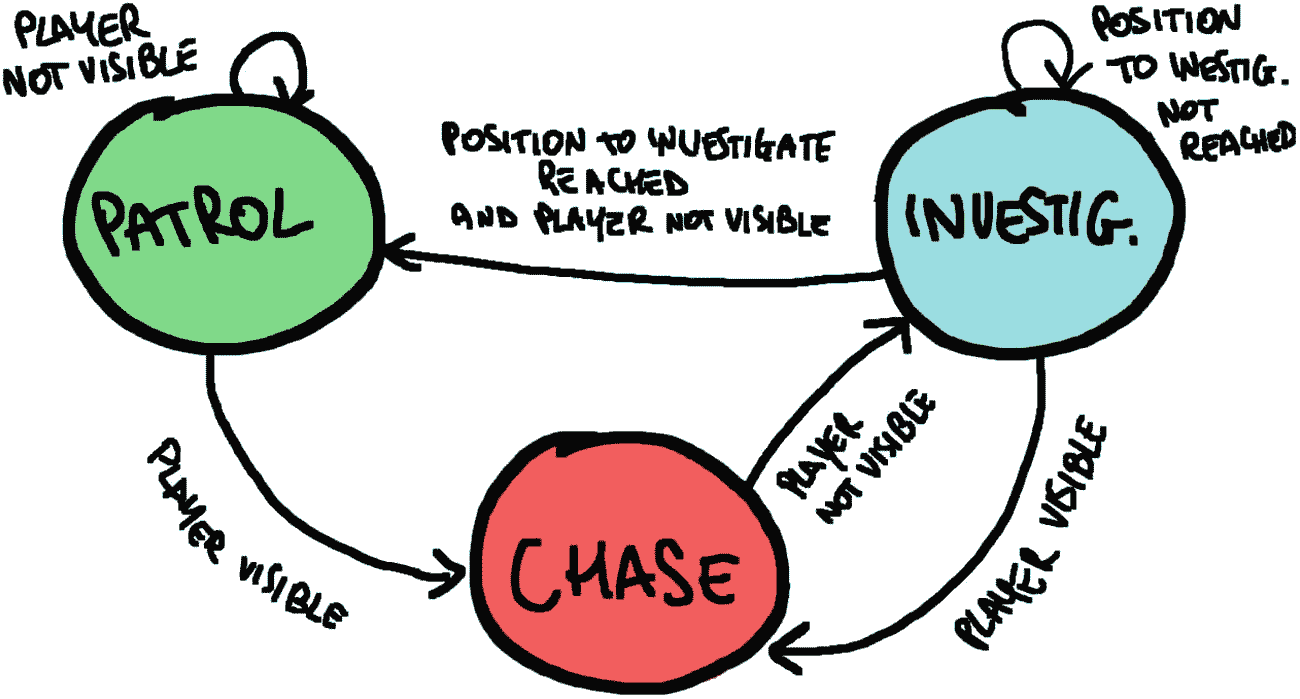 PLAYER
NOT VISIBLE
POSITION
TO INVESTIG.
NOT
REACHED
POSITION TO INVESTIGATE
REACHED
AND PLAYER NOT VISIBLE
PATROL
INVESTIG.
PLAYER
NOT VISIBLE
PLAYER VISIBLE
PLAYER VISIBLE
CHASE